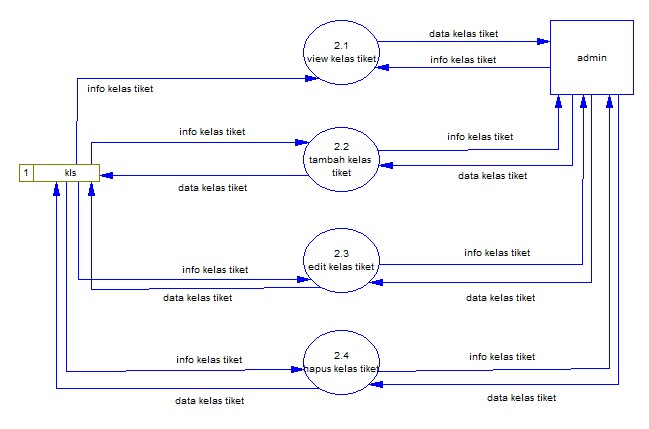 2.1
view kelas tiket
data kelas tiket
info kelas tiket
admin
info kelas tiket
info kelas tiket
2.2
tambah kelas
tiket
info kelas tiket
data kelas tiket
data kelas tiket
1 kls
2.3
edit kelas tiket
info kelas tiket
info kelas tiket
data kelas tiket
data kelas tiket
2.4
hapus kelas tiket
info kelas tiket
info kelas tiket
data kelas tiket
data kelas tiket